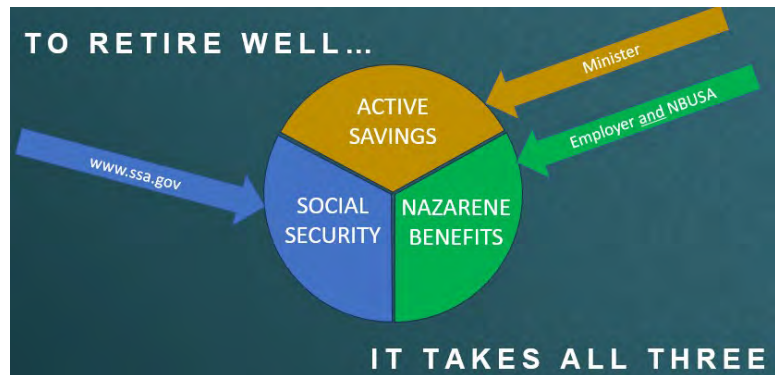 TO RETIRE WELL…
Minister
ACTIVE
SAVINGS
Employer and NBUSA
www.ssa.gov
SOCIAL
SECURITY
NAZARENE
BENEFITS
IT TAKES ALL THREE